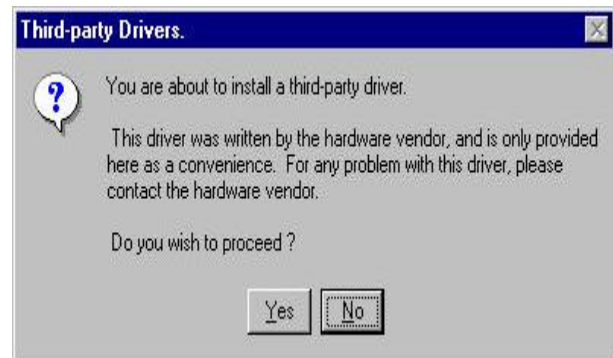 Third-party Drivers.
?
You are about to install a third-party driver.
This driver was written by the hardware vendor, and is only provided
here as a convenience. For any problem with this driver, please
contact the hardware vendor.
Do you wish to proceed ?
Yes No